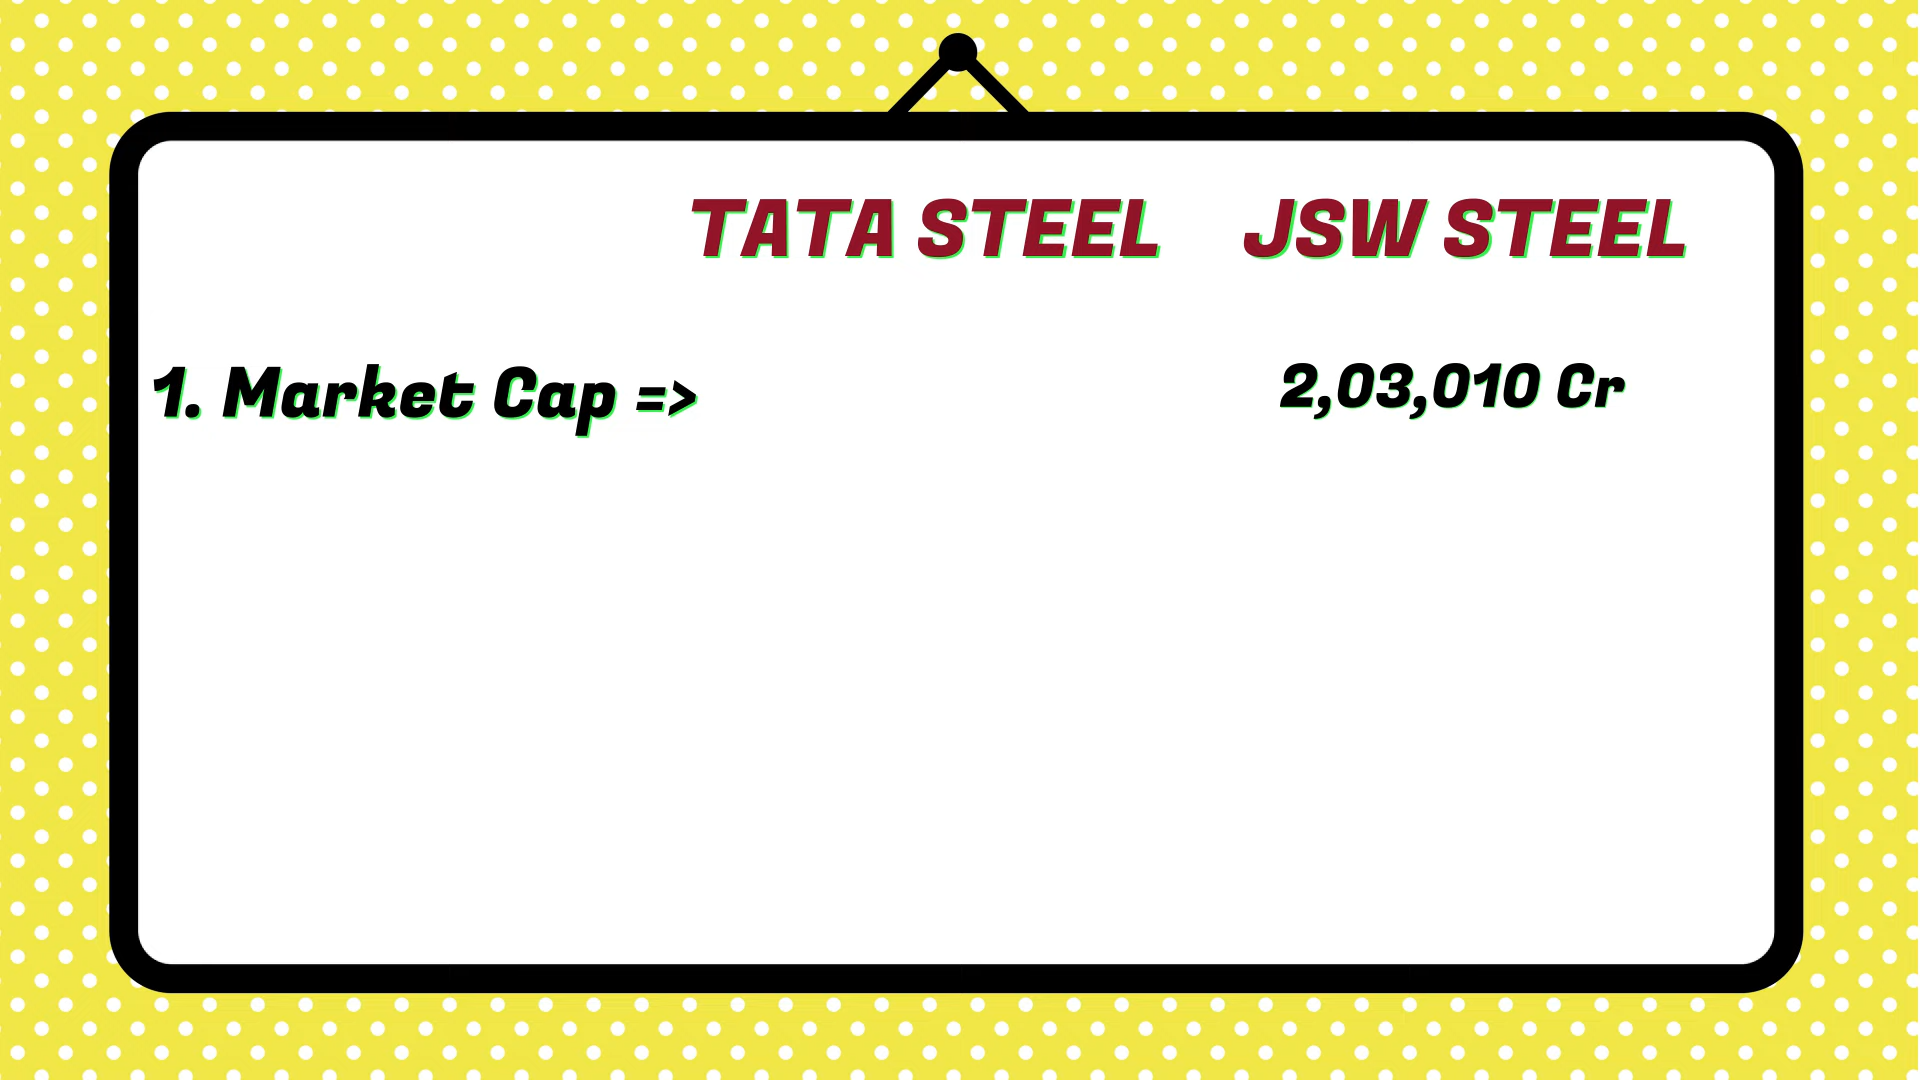 TATA STEEL JSW STEEL
1. Market Cap => 2,03,010 Cr